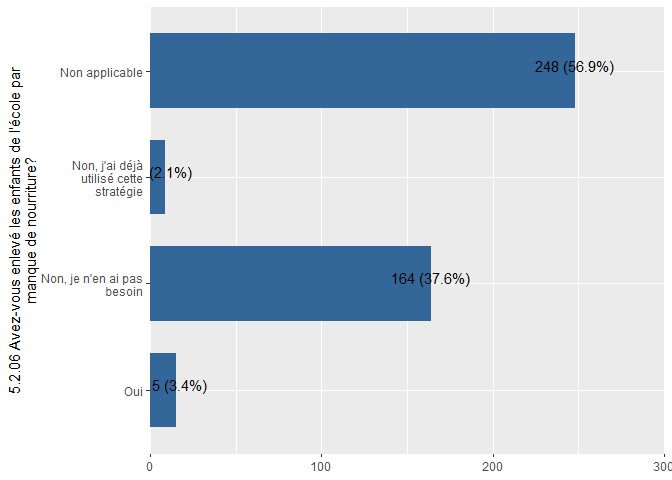 5.2.06 Avez-vous enlevé les enfants de l'école par
manque de nourriture?
Non applicable
248 (56.9%)
Non, j'ai déjà
utilisé cette
stratégie
(2.1%)
Non, je n'en ai pas
besoin
164 (37.6%)
Oui
5 (3.4%)
0
100
200
300